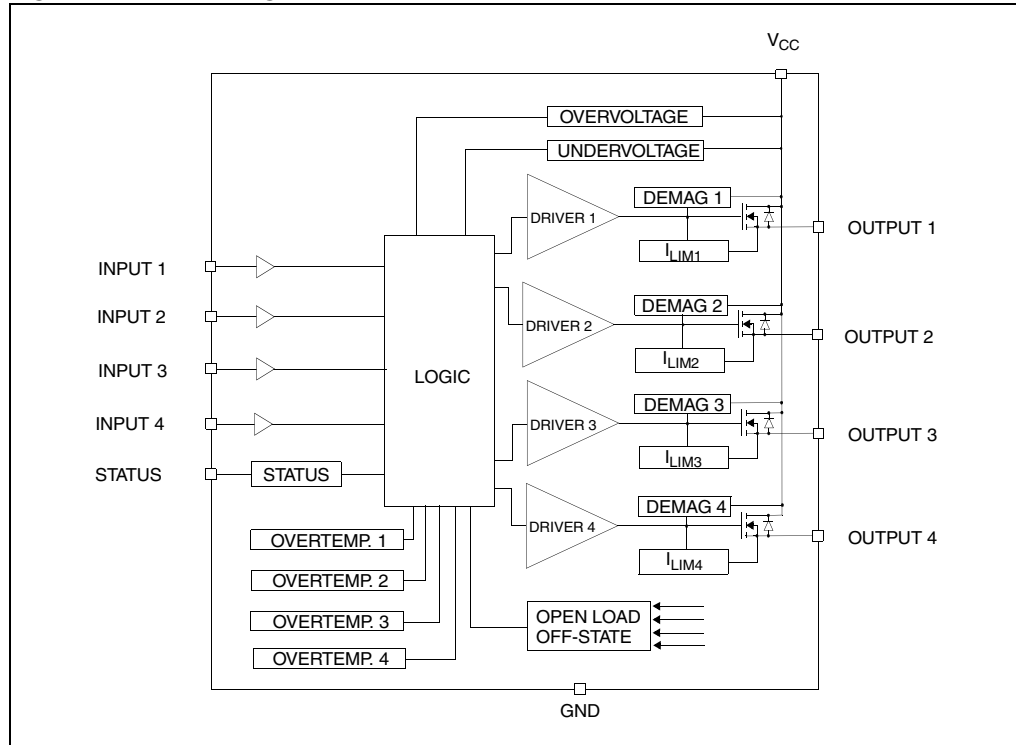 VCC
OVERVOLTAGE
UNDERVOLTAGE
DEMAG 1
DRIVER 1
OUTPUT 1
ILIM1
INPUT 1
DEMAG 2
INPUT 2
DRIVER 2
OUTPUT 2
ILIM2
INPUT 3
LOGIC
DEMAG 3
INPUT 4
DRIVER 3
OUTPUT 3
ILIM3
STATUS
STATUS
DEMAG 4
DRIVER 4
OUTPUT 4
OVERTEMP. 1
ILIM4
OVERTEMP. 2
OVERTEMP. 3
OPEN LOAD
OFF-STATE
OVERTEMP. 4
GND